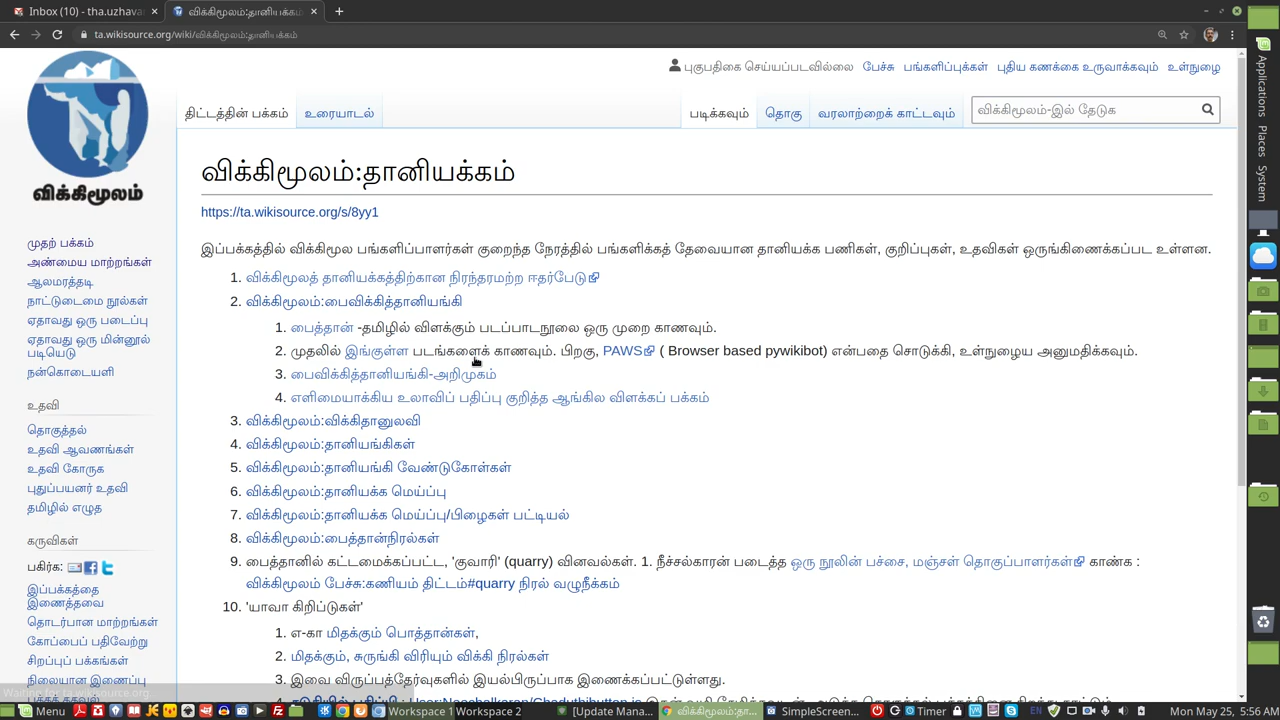 Inbox (10) - tha.uzhava
விக்கிமூலம்:தானியக்கம்
ta.wikisource.org/wiki/விக்கிமூலம்:தானியக்கம்
புகுபதிகை செய்யப்படவில்லை பேச்சு பங்களிப்புக்கள் புதிய கணக்கை உருவாக்கவும் உள்நுழை
திட்டத்தின் பக்கம் உரையாடல் படிக்கவும் தொகு வரலாற்றைக் காட்டவும் விக்கிமூலம்-இல் தேடுக
விக்கிமூலம்
முதற் பக்கம்
அண்மைய மாற்றங்கள்
ஆலமரத்தடி
நாட்டுடைமை நூல்கள்
ஏதாவது ஒரு படைப்பு
ஏதாவது ஒரு மின்னூல்
படியெடு
நன்கொடையளி
உதவி
தொகுத்தல்
உதவி ஆவணங்கள்
உதவி கோருக
புதுப்பயனர் உதவி
தமிழில் எழுத
கருவிகள்
பகிர்க:
இப்பக்கத்தை
இணைத்தவை
தொடர்பான மாற்றங்கள்
கோப்பைப் பதிவேற்று
சிறப்புப் பக்கங்கள்
நிலையான இணைப்பு
விக்கிமூலம்:தானியக்கம்
https://ta.wikisource.org/s/8yy1
இப்பக்கத்தில் விக்கிமூல பங்களிப்பாளர்கள் குறைந்த நேரத்தில் பங்களிக்கத் தேவையான தானியக்க பணிகள், குறிப்புகள், உதவிகள் ஒருங்கிணைக்கப்பட உள்ளன.
1. விக்கிமூலத் தானியக்கத்திற்கான நிரந்தரமற்ற ஈதர்பேடு
2. விக்கிமூலம்:பைவிக்கித்தானியங்கி
1. பைத்தான் -தமிழில் விளக்கும் படப்பாடநூலை ஒரு முறை காணவும்.
2. முதலில் இங்குள்ள படங்களைக் காணவும். பிறகு, PAWS ( Browser based pywikibot) என்பதை சொடுக்கி, உள்நுழைய அனுமதிக்கவும்.
3. பைவிக்கித்தானியங்கி-அறிமுகம்
4. எளிமையாக்கிய உலாவிப் பதிப்பு குறித்த ஆங்கில விளக்கப் பக்கம்
3. விக்கிமூலம்:விக்கிதானுலவி
4. விக்கிமூலம்:தானியங்கிகள்
5. விக்கிமூலம்:தானியங்கி வேண்டுகோள்கள்
6. விக்கிமூலம்:தானியக்க மெய்ப்பு
7. விக்கிமூலம்:தானியக்க மெய்ப்பு/பிழைகள் பட்டியல்
8. விக்கிமூலம்:பைத்தான்நிரல்கள்
9. பைத்தானில் கட்டமைக்கப்பட்ட, 'குவாரி' (quarry) வினவல்கள். 1. நீச்சல்காரன் படைத்த ஒரு நூலின் பச்சை, மஞ்சள் தொகுப்பாளர்கள் காண்க :
விக்கிமூலம் பேச்சு:கணியம் திட்டம்#quarry நிரல் வழுநீக்கம்
10. 'யாவா கிறிப்டுகள்'
1. எ-கா மிதக்கும் பொத்தான்கள்,
2. மிதக்கும், சுருங்கி விரியும் விக்கி நிரல்கள்
3. இவை விருப்பத்தேர்வுகளில் இயல்பிருப்பாக இணைக்கப்பட்டுள்ளது.
Waiting for ta.wikisource.org...
Applications
Places
System
Menu Workspace 1 Workspace 2 [Update Mana... விக்கிமூலம்:தா... SimpleScreen... Timer EN Mon May 25, 5:56 AM